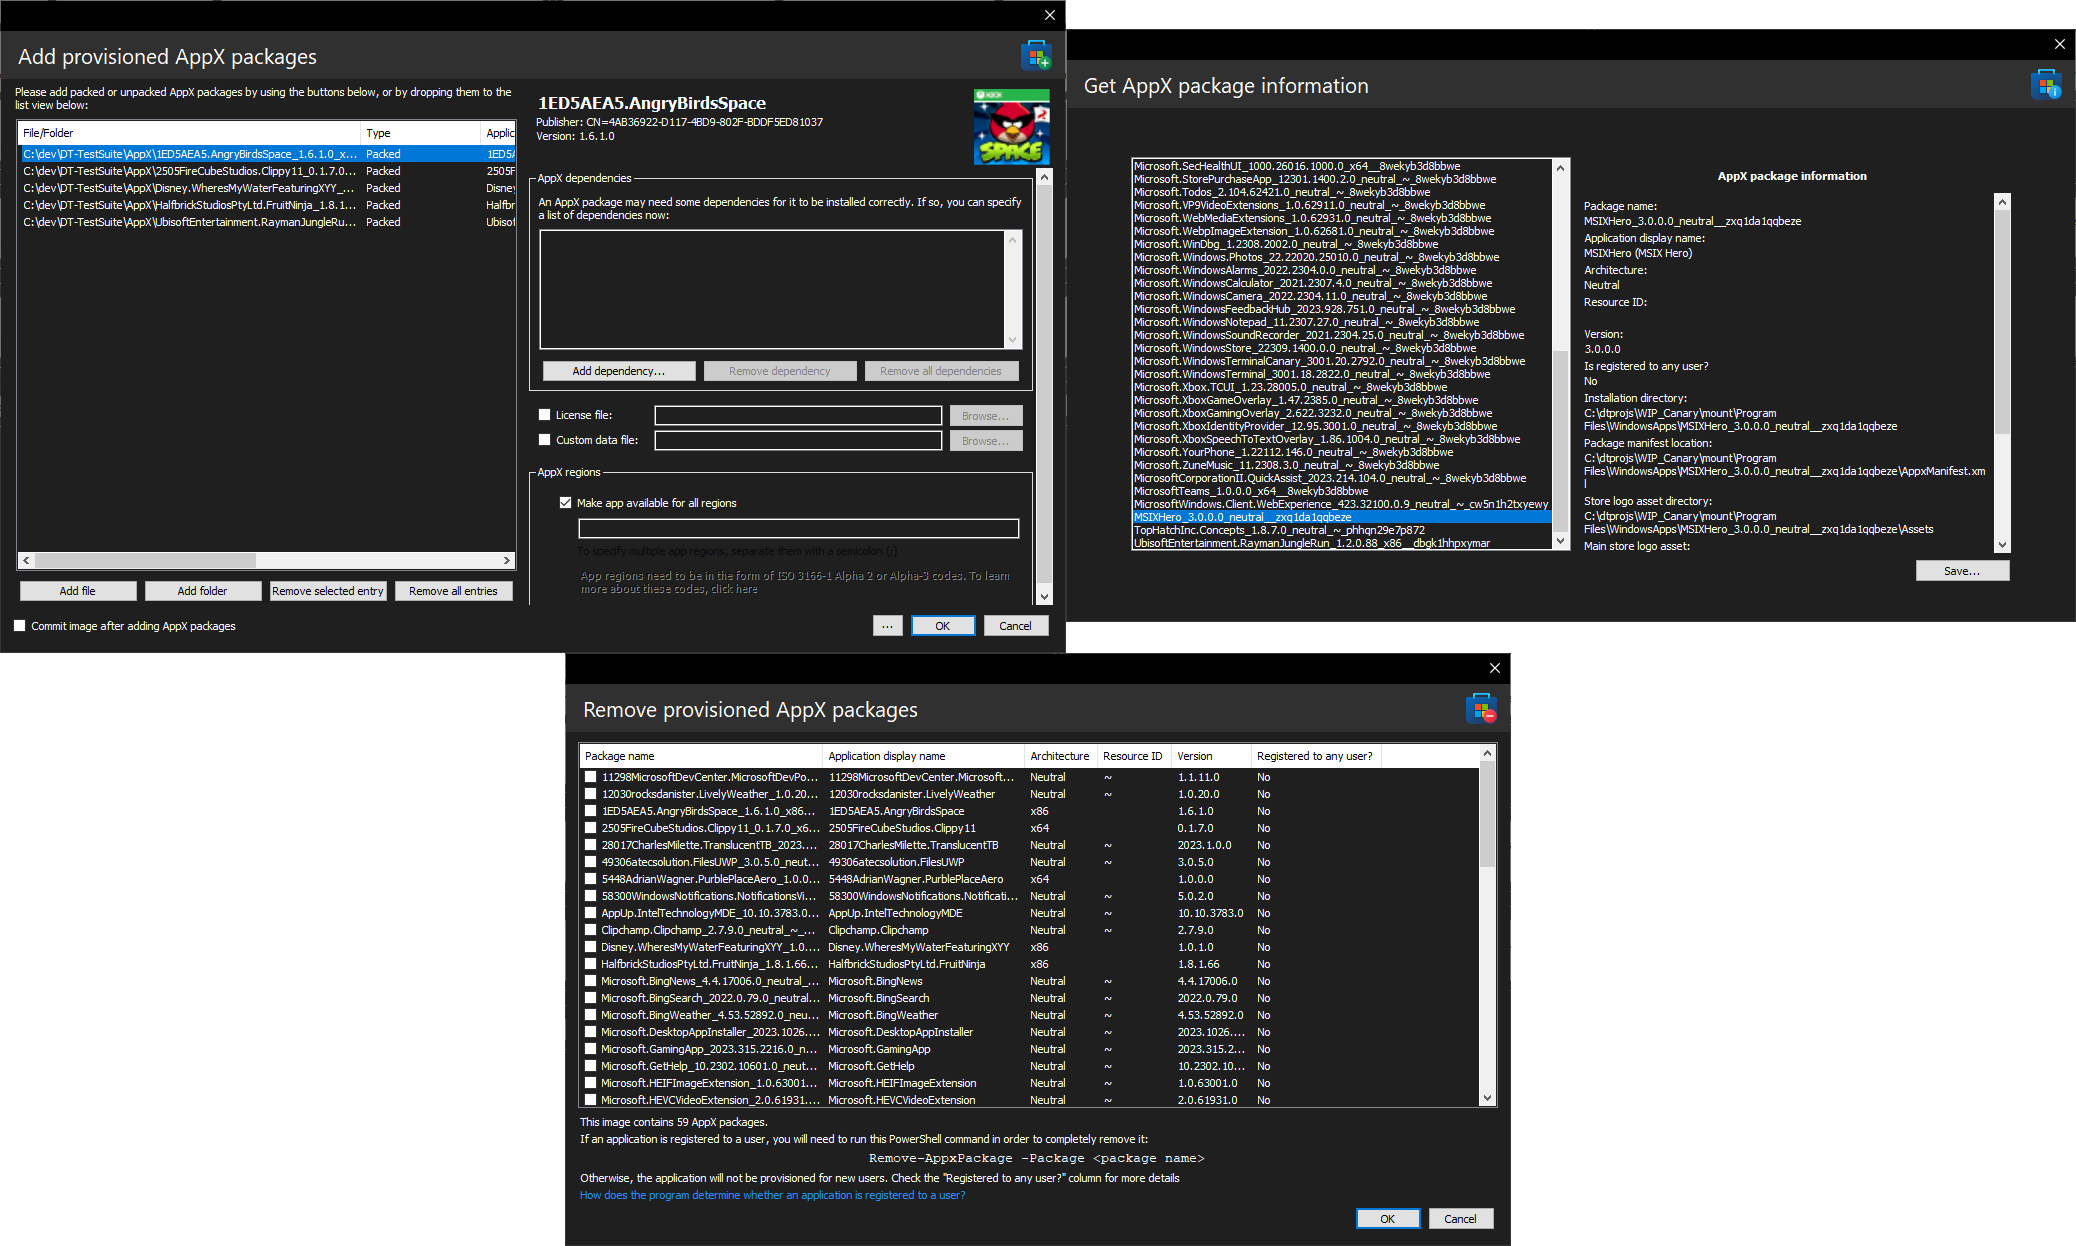 Add provisioned AppX packages
Please add packed or unpacked AppX packages by using the buttons below, or by dropping them to the
list view below:
File/Folder Type Applic
C:\dev\DT-TestSuite\AppX\1ED5AEA5.AngryBirdsSpace_1.6.1.0_x... Packed 1ED5A
C:\dev\DT-TestSuite\AppX\2505FireCubeStudios.Clippy11_0.1.7.0... Packed 2505F
C:\dev\DT-TestSuite\AppX\Disney.WheresMyWaterFeaturingXYY_... Packed Disney
C:\dev\DT-TestSuite\AppX\HalfbrickStudiosPtyLtd.FruitNinja_1.8.1... Packed Halfbr
C:\dev\DT-TestSuite\AppX\UbisoftEntertainment.RaymanJungleRu... Packed Ubisof
Add file
Add folder
Remove selected entry
Remove all entries
Commit image after adding AppX packages
1ED5AEA5.AngryBirdsSpace
Publisher: CN=4AB36922-D117-4BD9-802F-BDDF5ED81037
Version: 1.6.1.0
XBOX
SPACE
AppX dependencies
An AppX package may need some dependencies for it to be installed correctly. If so, you can specify
a list of dependencies now:
Add dependency...
Remove dependency
Remove all dependencies
License file:
Browse...
Custom data file:
Browse...
AppX regions
Make app available for all regions
To specify multiple app regions, separate them with a semicolon (;)
App regions need to be in the form of ISO 3166-1 Alpha 2 or Alpha-3 codes. To learn
more about these codes, click here
...
OK
Cancel
Get AppX package information
Microsoft.SecHealthUI_1000.26016.1000.0_x64__8wekyb3d8bbwe
Microsoft.StorePurchaseApp_12301.1400.2.0_neutral_~_8wekyb3d8bbwe
Microsoft.Todos_2.104.62421.0_neutral_~_8wekyb3d8bbwe
Microsoft.VP9VideoExtensions_1.0.62911.0_neutral_~_8wekyb3d8bbwe
Microsoft.WebMediaExtensions_1.0.62931.0_neutral_~_8wekyb3d8bbwe
Microsoft.WebpImageExtension_1.0.62681.0_neutral_~_8wekyb3d8bbwe
Microsoft.WinDbg_1.2308.2002.0_neutral_~_8wekyb3d8bbwe
Microsoft.Windows.Photos_22.22020.25010.0_neutral_~_8wekyb3d8bbwe
Microsoft.WindowsAlarms_2022.2304.0.0_neutral_~_8wekyb3d8bbwe
Microsoft.WindowsCalculator_2021.2307.4.0_neutral_~_8wekyb3d8bbwe
Microsoft.WindowsCamera_2022.2304.11.0_neutral_~_8wekyb3d8bbwe
Microsoft.WindowsFeedbackHub_2023.928.751.0_neutral_~_8wekyb3d8bbwe
Microsoft.WindowsNotepad_11.2307.27.0_neutral_~_8wekyb3d8bbwe
Microsoft.WindowsSoundRecorder_2021.2304.25.0_neutral_~_8wekyb3d8bbwe
Microsoft.WindowsStore_22309.1400.0.0_neutral_~_8wekyb3d8bbwe
Microsoft.WindowsTerminalCanary_3001.20.2792.0_neutral_~_8wekyb3d8bbwe
Microsoft.WindowsTerminal_3001.18.2822.0_neutral_~_8wekyb3d8bbwe
Microsoft.Xbox.TCUI_1.23.28005.0_neutral_~_8wekyb3d8bbwe
Microsoft.XboxGameOverlay_1.47.2385.0_neutral_~_8wekyb3d8bbwe
Microsoft.XboxGamingOverlay_2.622.3232.0_neutral_~_8wekyb3d8bbwe
Microsoft.XboxIdentityProvider_12.95.3001.0_neutral_~_8wekyb3d8bbwe
Microsoft.XboxSpeechToTextOverlay_1.86.1004.0_neutral_~_8wekyb3d8bbwe
Microsoft.YourPhone_1.22112.146.0_neutral_~_8wekyb3d8bbwe
Microsoft.ZuneMusic_11.2308.3.0_neutral_~_8wekyb3d8bbwe
MicrosoftCorporationII.QuickAssist_2023.214.104.0_neutral_~_8wekyb3d8bbwe
MicrosoftTeams_1.0.0.0_x64__8wekyb3d8bbwe
MicrosoftWindows.Client.WebExperience_423.32100.0.9_neutral_~_cw5n1h2txyewy
MSIXHero_3.0.0.0_neutral__zxq1da1qqbeze
TopHatchInc.Concepts_1.8.7.0_neutral_~_phhqn29e7p872
UbisoftEntertainment.RaymanJungleRun_1.2.0.88_x86__dbgk1hhpxymar
AppX package information
Package name:
MSIXHero_3.0.0.0_neutral__zxq1da1qqbeze
Application display name:
MSIXHero (MSIX Hero)
Architecture:
Neutral
Resource ID:
Version:
3.0.0.0
Is registered to any user?
No
Installation directory:
C:\dtprojs\WIP_Canary\mount\Program
Files\WindowsApps\MSIXHero_3.0.0.0_neutral__zxq1da1qqbeze
Package manifest location:
C:\dtprojs\WIP_Canary\mount\Program
Files\WindowsApps\MSIXHero_3.0.0.0_neutral__zxq1da1qqbeze\AppxManifest.xm
l
Store logo asset directory:
C:\dtprojs\WIP_Canary\mount\Program
Files\WindowsApps\MSIXHero_3.0.0.0_neutral__zxq1da1qqbeze\Assets
Main store logo asset:
Save...
Remove provisioned AppX packages
Package name Application display name Architecture Resource ID Version Registered to any user?
11298MicrosoftDevCenter.MicrosoftDevPo... 11298MicrosoftDevCenter.Microsoft... Neutral ~ 1.1.11.0 No
12030rocksdanister.LivelyWeather_1.0.20... 12030rocksdanister.LivelyWeather Neutral ~ 1.0.20.0 No
1ED5AEA5.AngryBirdsSpace_1.6.1.0_x86... 1ED5AEA5.AngryBirdsSpace x86 1.6.1.0 No
2505FireCubeStudios.Clippy11_0.1.7.0_x6... 2505FireCubeStudios.Clippy11 x64 0.1.7.0 No
28017CharlesMilette.TranslucentTB_2023.... 28017CharlesMilette.TranslucentTB Neutral ~ 2023.1.0.0 No
49306atecsolution.FilesUWP_3.0.5.0_neut... 49306atecsolution.FilesUWP Neutral ~ 3.0.5.0 No
5448AdrianWagner.PurblePlaceAero_1.0.0... 5448AdrianWagner.PurblePlaceAero x64 1.0.0.0 No
58300WindowsNotifications.NotificationsVi... 58300WindowsNotifications.Notificati... Neutral ~ 5.0.2.0 No
AppUp.IntelTechnologyMDE_10.10.3783.0... AppUp.IntelTechnologyMDE Neutral ~ 10.10.3783.0 No
Clipchamp.Clipchamp_2.7.9.0_neutral_~_... Clipchamp.Clipchamp Neutral ~ 2.7.9.0 No
Disney.WheresMyWaterFeaturingXYY_1.0.... Disney.WheresMyWaterFeaturingXYY x86 1.0.1.0 No
HalfbrickStudiosPtyLtd.FruitNinja_1.8.1.66... HalfbrickStudiosPtyLtd.FruitNinja x86 1.8.1.66 No
Microsoft.BingNews_4.4.17006.0_neutral_... Microsoft.BingNews Neutral ~ 4.4.17006.0 No
Microsoft.BingSearch_2022.0.79.0_neutral... Microsoft.BingSearch Neutral ~ 2022.0.79.0 No
Microsoft.BingWeather_4.53.52892.0_neu... Microsoft.BingWeather Neutral ~ 4.53.52892.0 No
Microsoft.DesktopAppInstaller_2023.1026.... Microsoft.DesktopAppInstaller Neutral ~ 2023.1026.... No
Microsoft.GamingApp_2023.315.2216.0_n... Microsoft.GamingApp Neutral ~ 2023.315.2... No
Microsoft.GetHelp_10.2302.10601.0_neut... Microsoft.GetHelp Neutral ~ 10.2302.10... No
Microsoft.HEIFImageExtension_1.0.63001... Microsoft.HEIFImageExtension Neutral ~ 1.0.63001.0 No
Microsoft.HEVCVideoExtension_2.0.61931.... Microsoft.HEVCVideoExtension Neutral ~ 2.0.61931.0 No
This image contains 59 AppX packages.
If an application is registered to a user, you will need to run this PowerShell command in order to completely remove it:
Remove-AppxPackage -Package <package name>
Otherwise, the application will not be provisioned for new users. Check the "Registered to any user?" column for more details
How does the program determine whether an application is registered to a user?
OK
Cancel